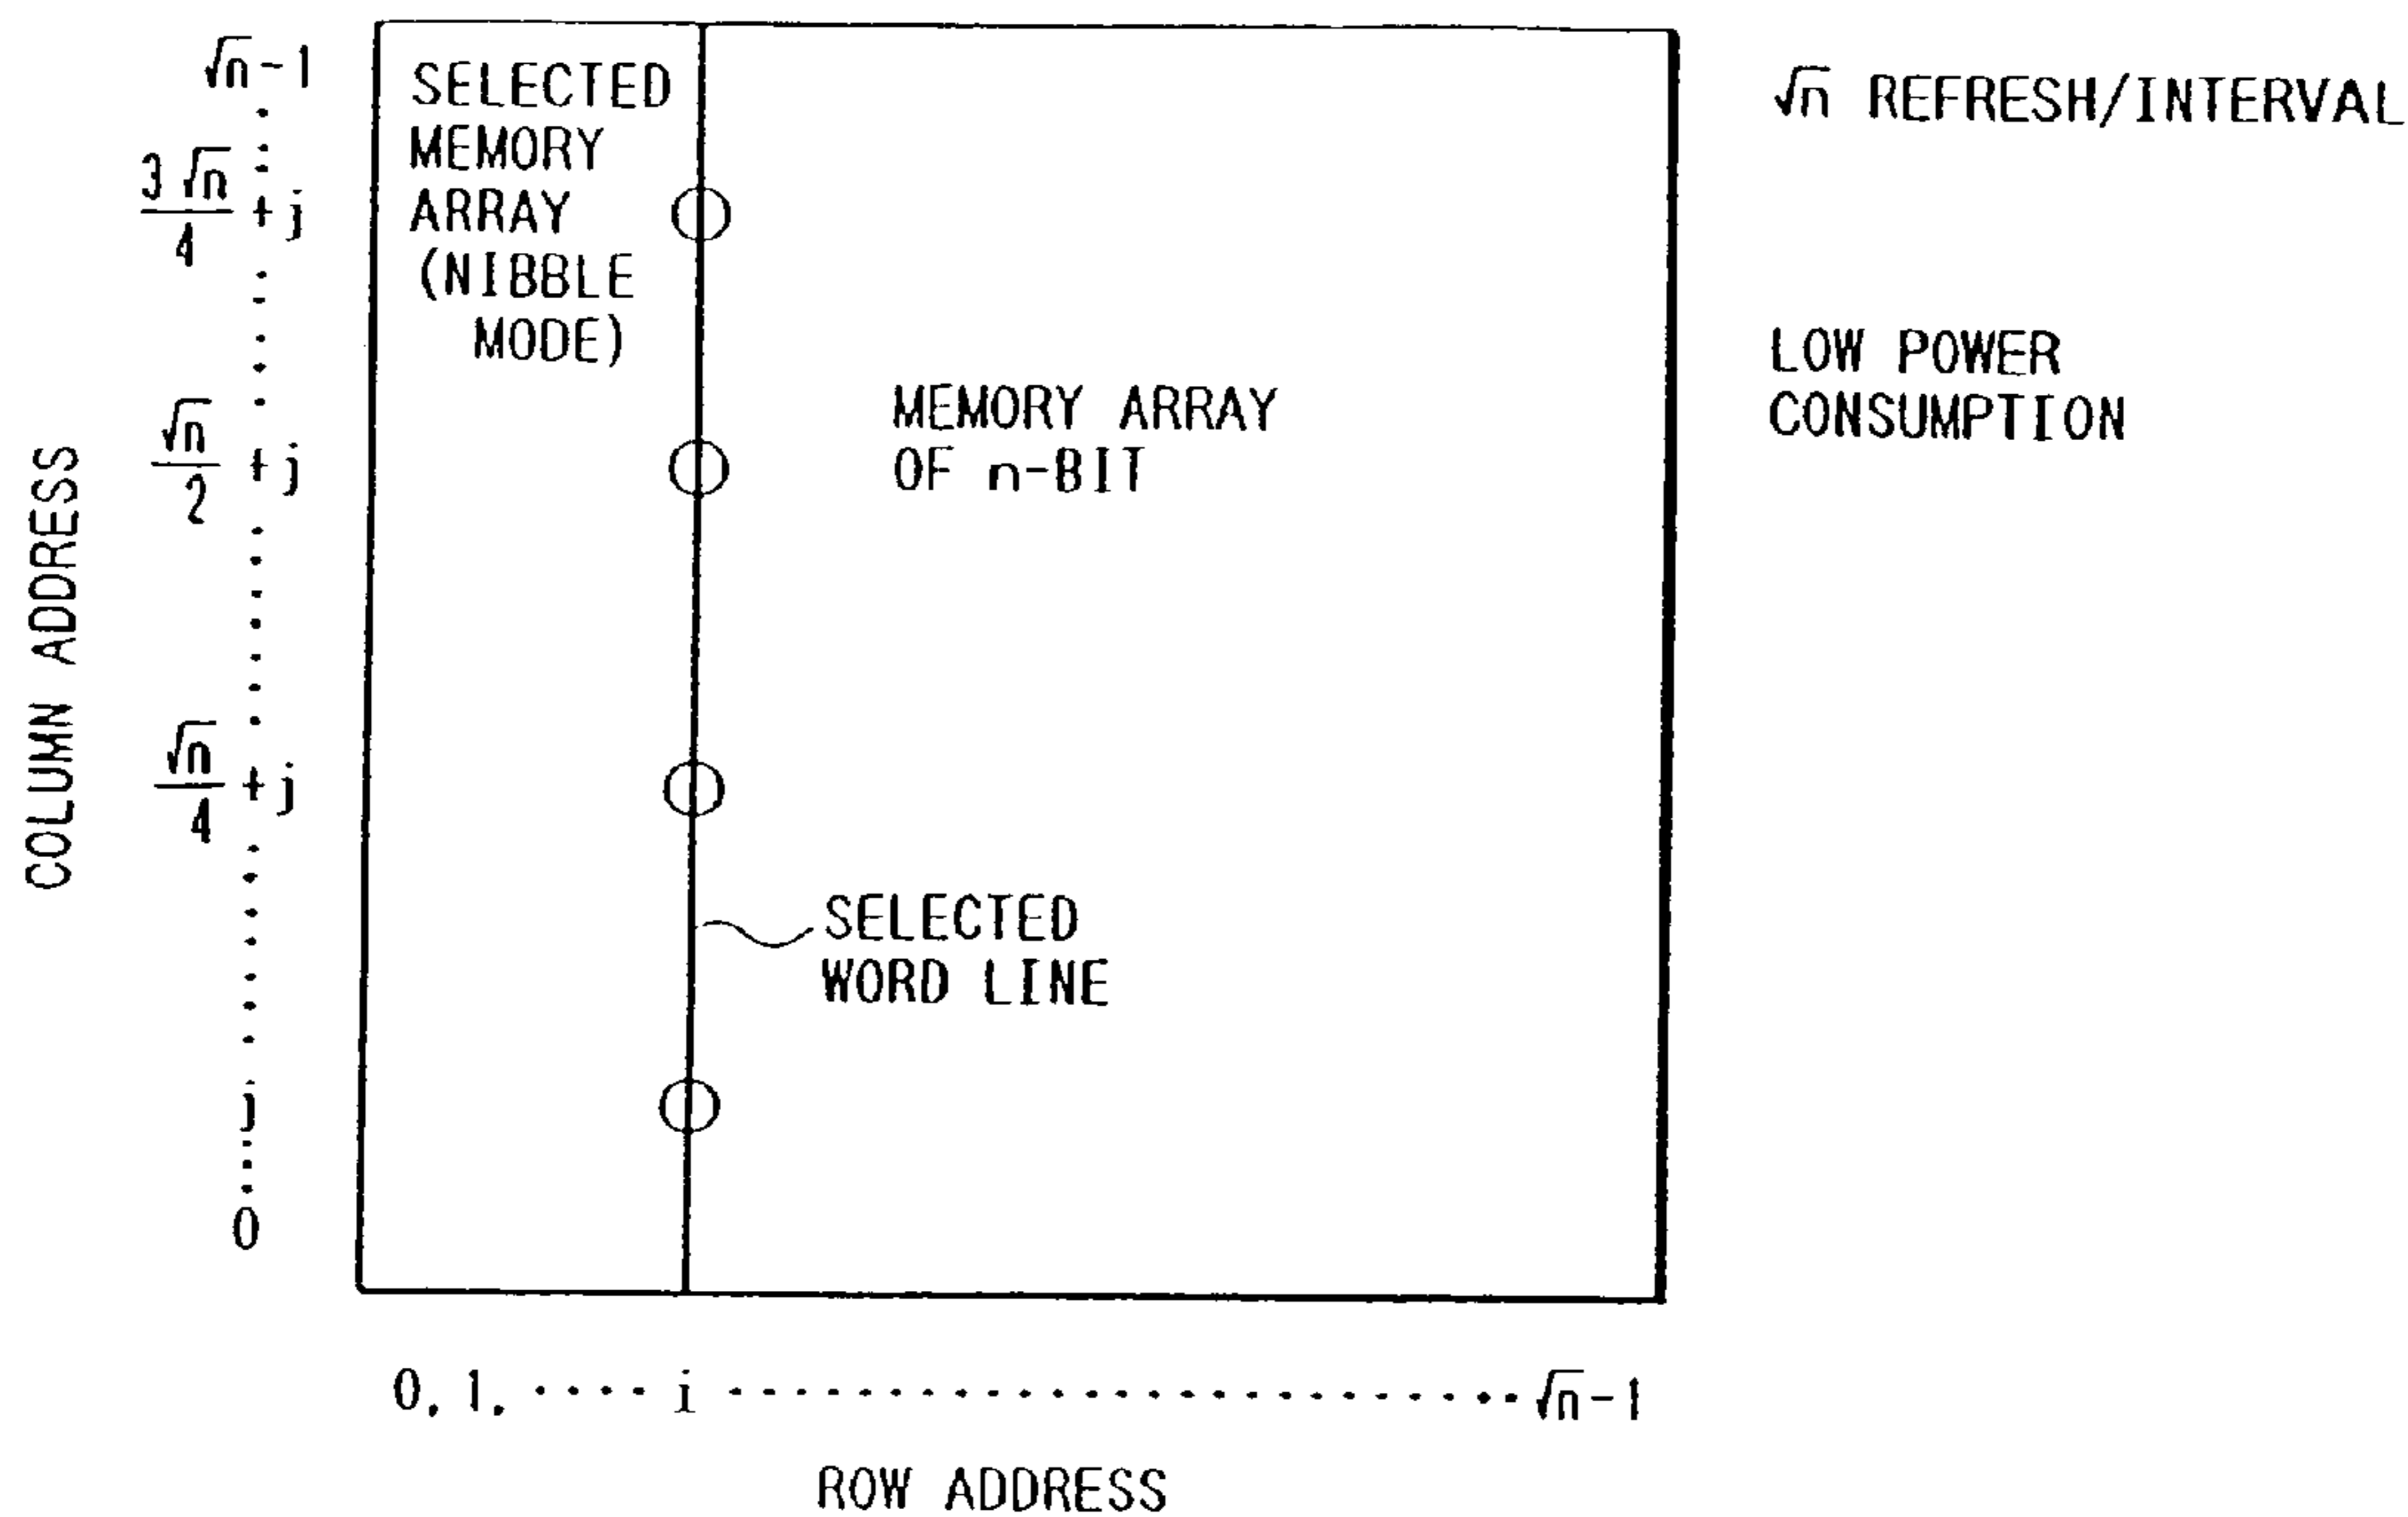 √n-1
3√n/4 + j
√n/2 + j
√n/4 + j
j
0
COLUMN ADDRESS
SELECTED
MEMORY
ARRAY
(NIBBLE
MODE)
MEMORY ARRAY
OF n-BIT
SELECTED
WORD LINE
√n REFRESH/INTERVAL
LOW POWER
CONSUMPTION
0, 1, ···· i ························· √n-1
ROW ADDRESS